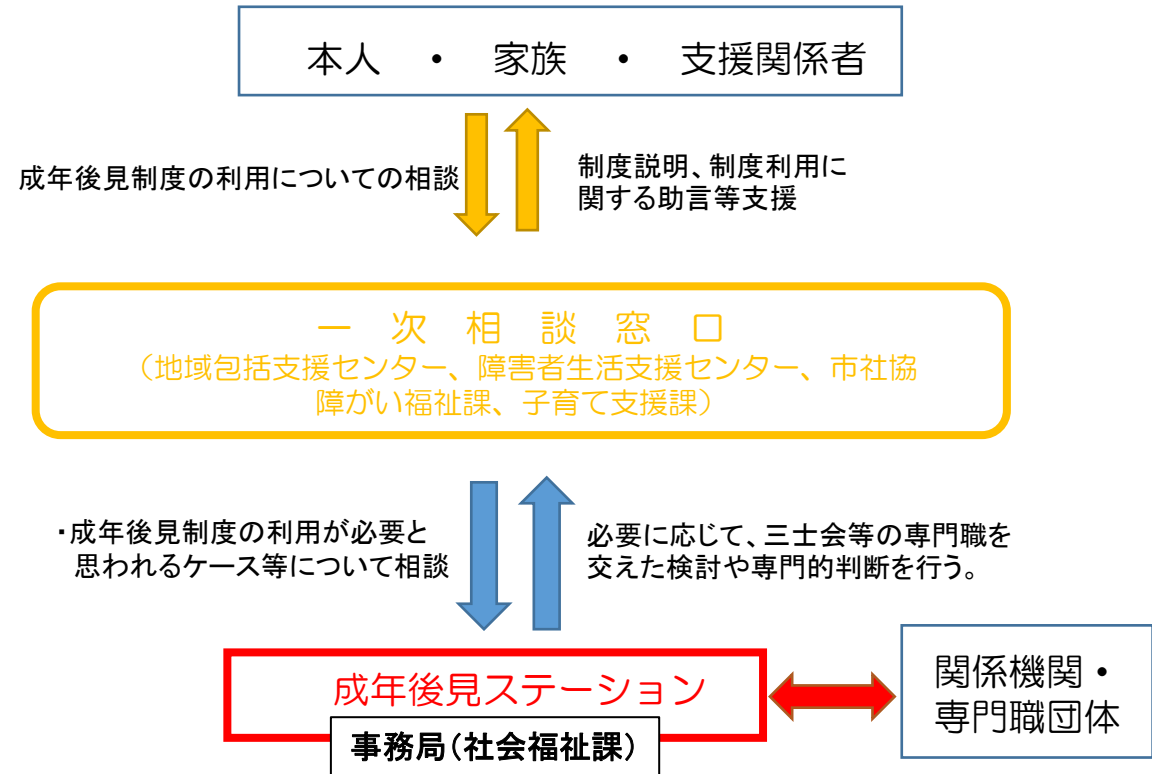 本人 ・ 家族 ・ 支援関係者
成年後見制度の利用についての相談
制度説明、制度利用に
関する助言等支援
一次相談窓口
（地域包括支援センター、障害者生活支援センター、市社協
障がい福祉課、子育て支援課）
・成年後見制度の利用が必要と
思われるケース等について相談
必要に応じて、三士会等の専門職を
交えた検討や専門的判断を行う。
成年後見ステーション
事務局（社会福祉課）
関係機関・
専門職団体